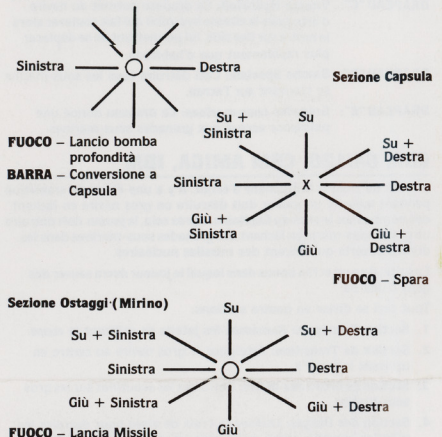 Sinistra
Destra
FUOCO – Lancio bomba
profondità
BARRA – Conversione a
Capsula
Sezione Capsula
Su +
Sinistra
Su
Su +
Destra
Sinistra
X
Destra
Giù +
Sinistra
Giù
Giù +
Destra
FUOCO – Spara
Sezione Ostaggi (Mirino)
Su
Su + Sinistra
Su + Destra
Sinistra
Destra
Giù + Sinistra
Giù + Destra
Giù
FUOCO – Lancia Missile